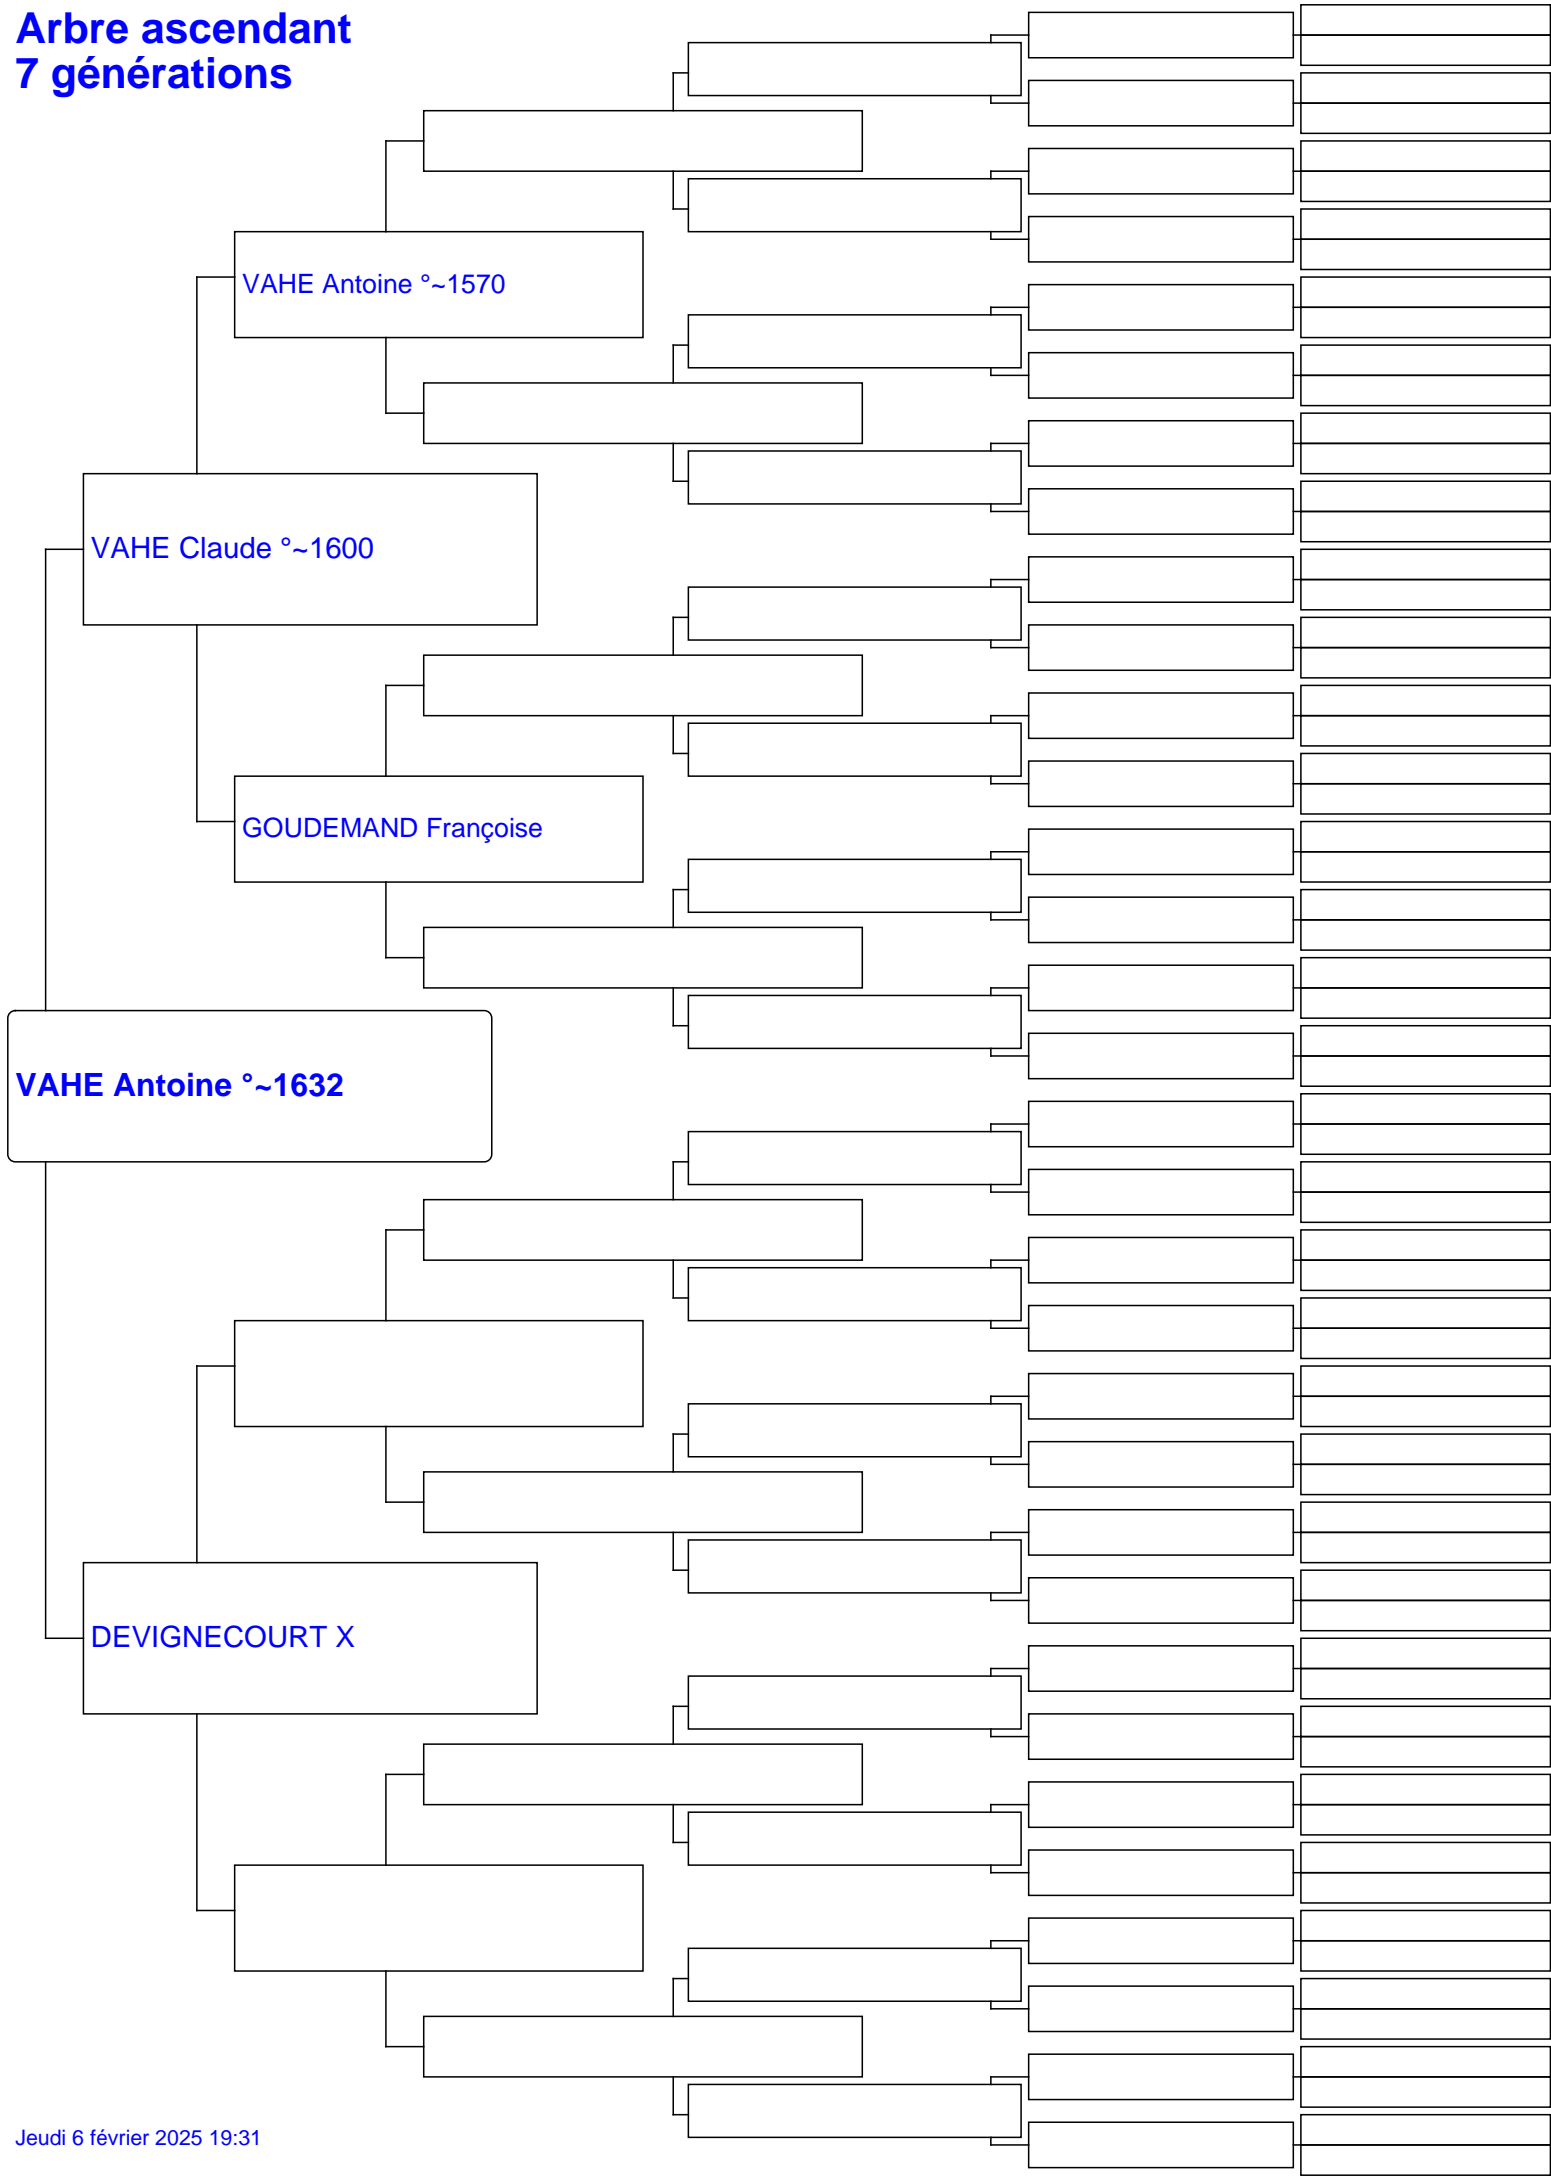 Arbre ascendant
7 générations
VAHE Antoine °~1570
VAHE Claude °~1600
GOUDEMAND Françoise
VAHE Antoine °~1632
DEVIGNECOURT X
Jeudi 6 février 2025 19:31